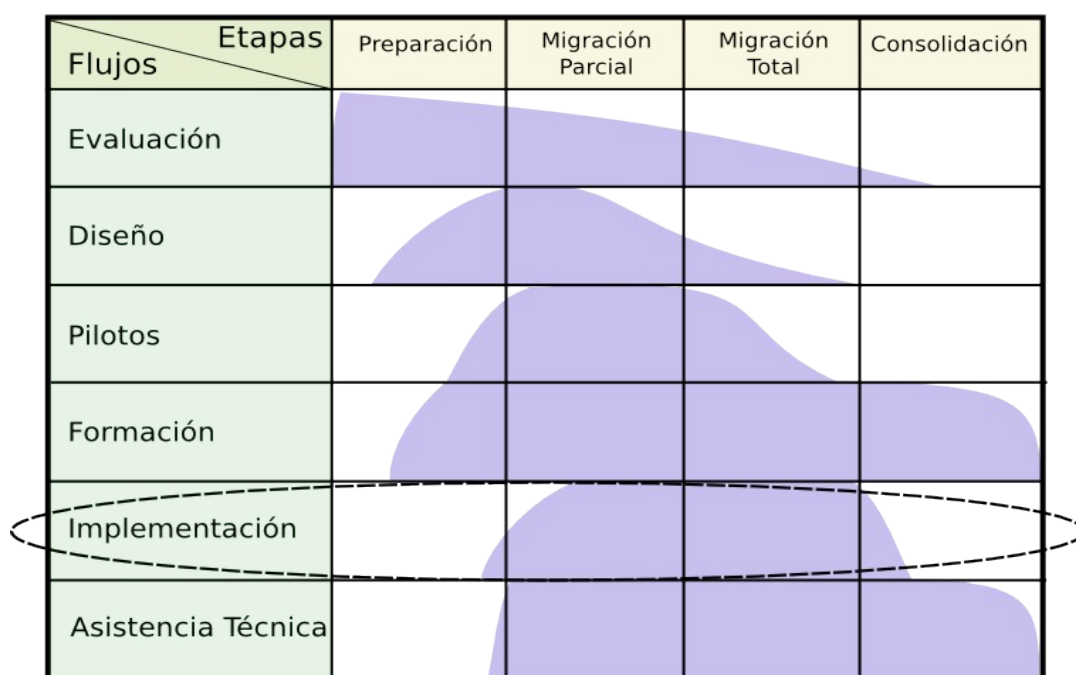 Etapas
Flujos
Preparación
Migración
Parcial
Migración
Total
Consolidación
Evaluación
Diseño
Pilotos
Formación
Implementación
Asistencia Técnica